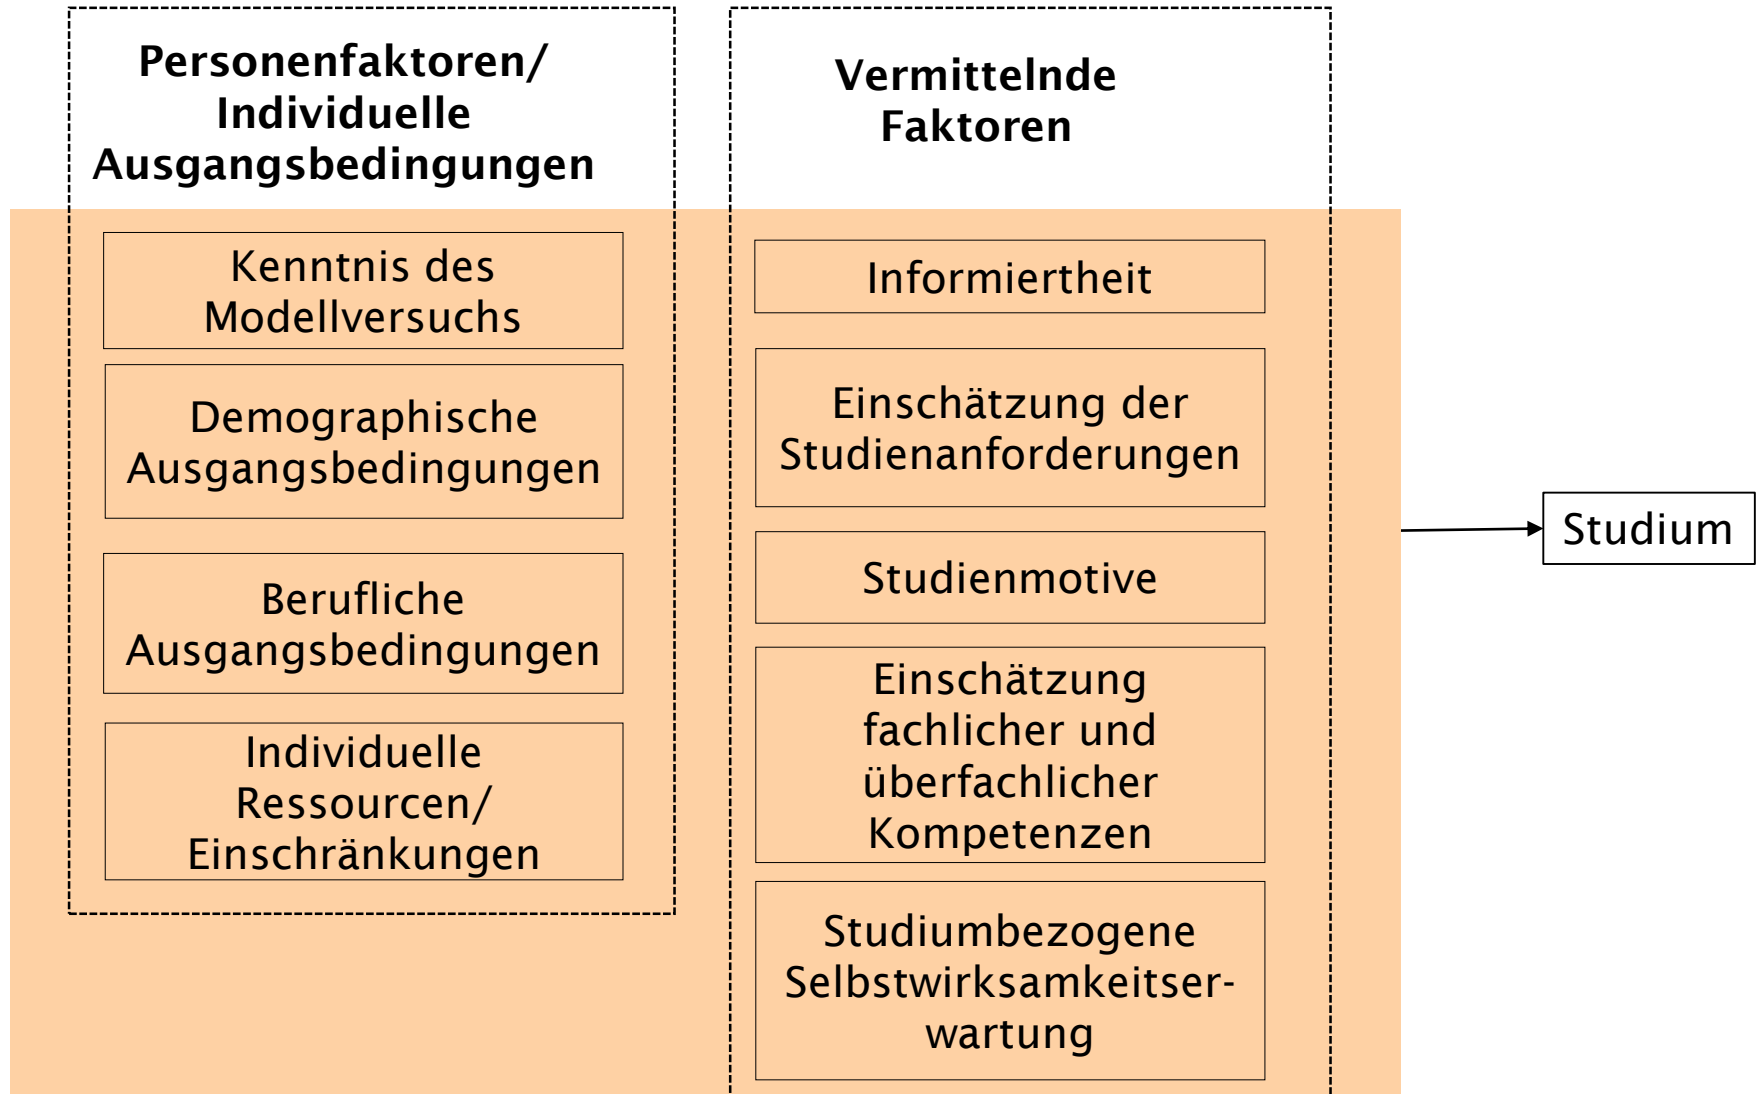 Personenfaktoren/
Individuelle
Ausgangsbedingungen
Kenntnis des
Modellversuchs
Demographische
Ausgangsbedingungen
Berufliche
Ausgangsbedingungen
Individuelle
Ressourcen/
Einschränkungen
Vermittelnde
Faktoren
Informiertheit
Einschätzung der
Studienanforderungen
Studienmotive
Einschätzung
fachlicher und
überfachlicher
Kompetenzen
Studiumbezogene
Selbstwirksamkeitser-
wartung
Studium